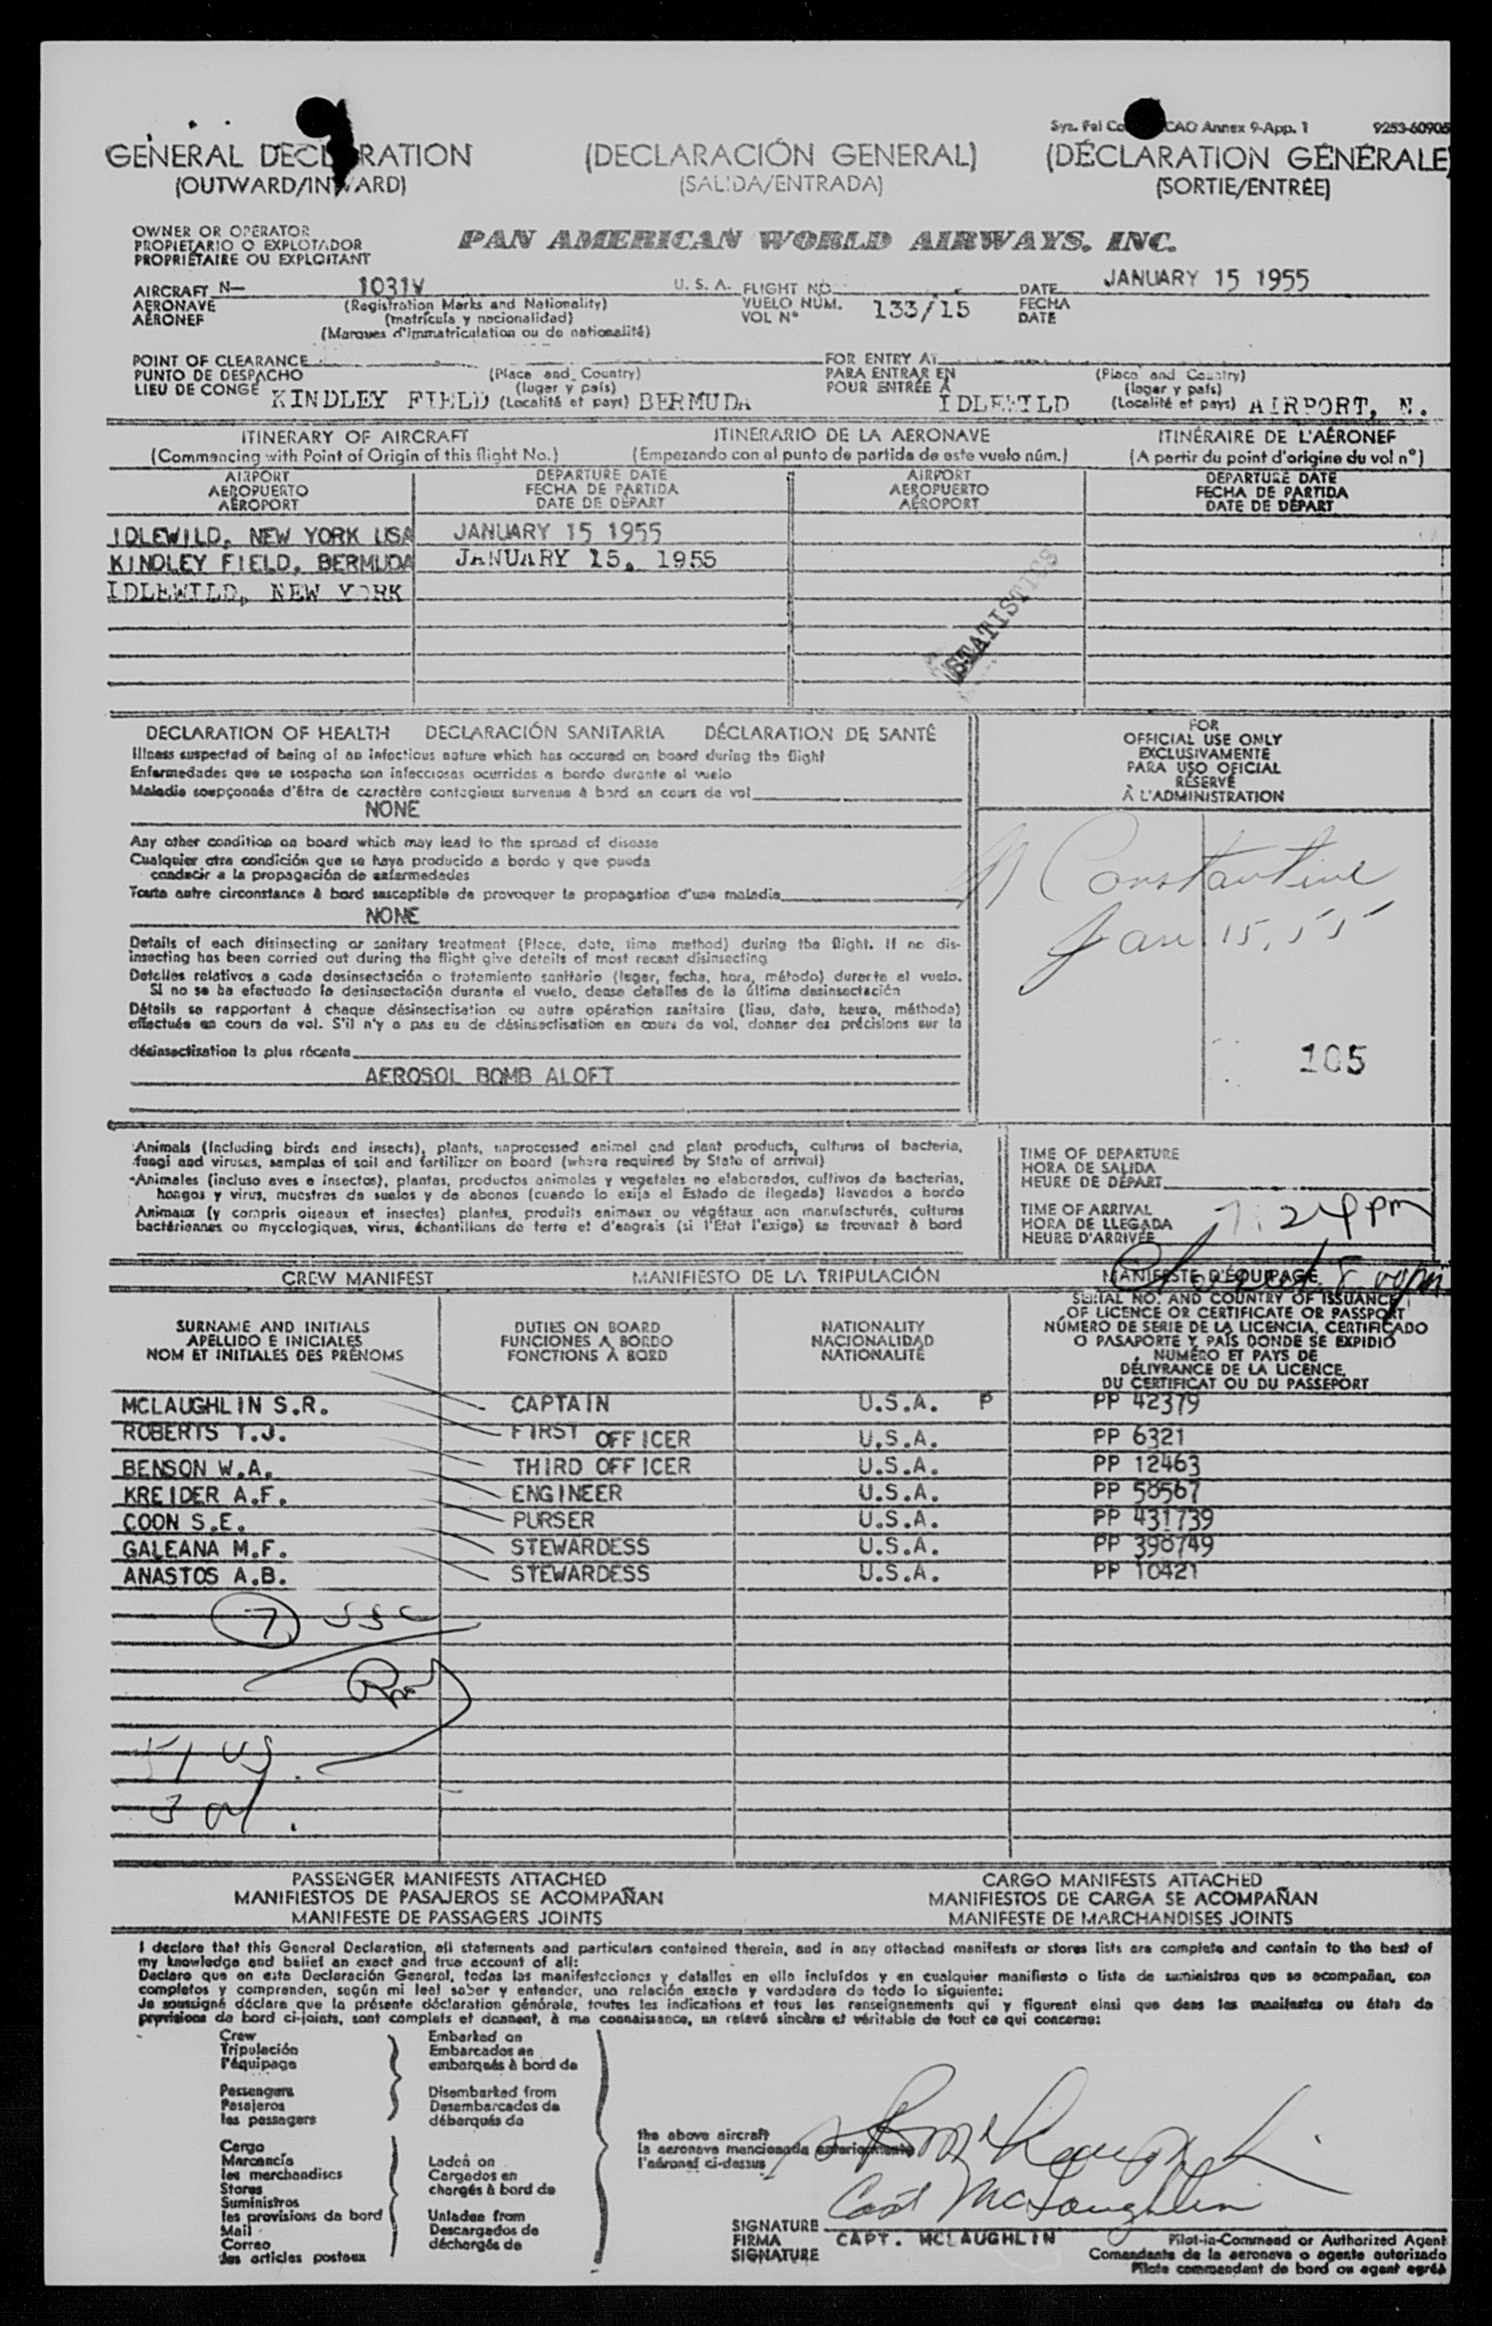 9253-60905
GENERAL DECLARATION (DECLARACIÓN GENERAL) (DÉCLARATION GÉNÉRALE)
(OUTWARD/INWARD) (SALIDA/ENTRADA) (SORTIE/ENTRÉE)
OWNER OR OPERATOR
PROPIETARIO O EXPLOTADOR
PROPRIÉTAIRE OU EXPLOITANT
PAN AMERICAN WORLD AIRWAYS, INC.
AIRCRAFT N- 1031V U. S. A. FLIGHT NO. DATE JANUARY 15 1955
AERONAVE (Registration Marks and Nationality) VUELO NÚM. 133/15 FECHA
AÉRONEF (matrícula y nacionalidad) VOL Nº DATE
(Marques d'immatriculation ou de nationalité)
POINT OF CLEARANCE FOR ENTRY AT
PUNTO DE DESPACHO (Place and Country) PARA ENTRAR EN (Place and Country)
LIEU DE CONGÉ (lugar y país) POUR ENTRÉE À (lugar y país)
KINDLEY FIELD (Localité et pays) BERMUDA IDLEWILD (Localité et pays) AIRPORT, N.
ITINERARY OF AIRCRAFT ITINERARIO DE LA AERONAVE ITINÉRAIRE DE L'AÉRONEF
(Commencing with Point of Origin of this flight No.) (Empezando con al punto de partida de este vuelo núm.) (A partir du point d'origine du vol nº)
AIRPORT DEPARTURE DATE AIRPORT DEPARTURE DATE
AEROPUERTO FECHA DE PARTIDA AEROPUERTO FECHA DE PARTIDA
AÉROPORT DATE DE DÉPART AÉROPORT DATE DE DÉPART
IDLEWILD, NEW YORK USA JANUARY 15 1955
KINDLEY FIELD, BERMUDA JANUARY 15, 1955
IDLEWILD, NEW YORK
STATISTICS
DECLARATION OF HEALTH DECLARACIÓN SANITARIA DÉCLARATION DE SANTÉ
Illness suspected of being of an infectious nature which has occured on board during the flight
Enfermedades que se sospecha son infecciosas ocurridas a bordo durante el vuelo
Maladie soupçonnée d'être de caractère contagieux survenue à bord en cours de vol
NONE
Any other condition on board which may lead to the spread of disease
Cualquier otra condición que se haya producido a bordo y que pueda
conducir a la propagación de enfermedades
Toute autre circonstance à bord susceptible de provoquer la propagation d'une maladie
NONE
Details of each disinsecting or sanitary treatment (Place, date, time method) during the flight. If no dis-
insecting has been carried out during the flight give details of most recent disinsecting
Detalles relativos a cada desinsectación o tratamiento sanitario (lugar, fecha, hora, método) durante el vuelo.
Si no se ha efectuado la desinsectación durante el vuelo, dense detalles de la última desinsectación
Détails se rapportant à chaque désinsectisation ou autre opération sanitaire (lieu, date, heure, méthode)
effectuée en cours de vol. S'il n'y a pas eu de désinsectisation en cours de vol, donner des précisions sur la
désinsectisation la plus récente
AEROSOL BOMB ALOFT
FOR
OFFICIAL USE ONLY
EXCLUSIVAMENTE
PARA USO OFICIAL
RÉSERVÉ
À L'ADMINISTRATION
Constantine
Jan 15, 55
105
Animals (Including birds and insects), plants, unprocessed animal and plant products, cultures of bacteria,
fungi and viruses, samples of soil and fertilizer on board (where required by State of arrival)
Animales (incluso aves e insectos), plantas, productos animales y vegetales no elaborados, cultivos de bacterias,
hongos y virus, muestras de suelos y de abonos (cuando lo exija el Estado de llegada) llevados a bordo
Animaux (y compris oiseaux et insectes) plantes, produits animaux ou végétaux non manufacturés, cultures
bactériennes ou mycologiques, virus, échantillons de terre et d'engrais (si l'État l'exige) se trouvant à bord
TIME OF DEPARTURE
HORA DE SALIDA
HEURE DE DÉPART
TIME OF ARRIVAL
HORA DE LLEGADA 7:24 pm
HEURE D'ARRIVÉE
CREW MANIFEST MANIFIESTO DE LA TRIPULACIÓN MANIFESTE D'ÉQUIPAGE
SURNAME AND INITIALS
APELLIDO E INICIALES
NOM ET INITIALES DES PRÉNOMS
DUTIES ON BOARD
FUNCIONES A BORDO
FONCTIONS À BORD
NATIONALITY
NACIONALIDAD
NATIONALITÉ
SERIAL NO. AND COUNTRY OF ISSUANCE
OF LICENCE OR CERTIFICATE OR PASSPORT
NÚMERO DE SERIE DE LA LICENCIA, CERTIFICADO
O PASAPORTE Y PAÍS DONDE SE EXPIDIÓ
NUMÉRO ET PAYS DE
DÉLIVRANCE DE LA LICENCE,
DU CERTIFICAT OU DU PASSEPORT
MCLAUGHLIN S.R. CAPTAIN U.S.A. P PP 42379
ROBERTS T.J. FIRST OFFICER U.S.A. PP 6321
BENSON W.A. THIRD OFFICER U.S.A. PP 12463
KREIDER A.F. ENGINEER U.S.A. PP 58567
COON S.E. PURSER U.S.A. PP 431739
GALEANA M.F. STEWARDESS U.S.A. PP 398749
ANASTOS A.B. STEWARDESS U.S.A. PP 10421
7
PASSENGER MANIFESTS ATTACHED CARGO MANIFESTS ATTACHED
MANIFIESTOS DE PASAJEROS SE ACOMPAÑAN MANIFIESTOS DE CARGA SE ACOMPAÑAN
MANIFESTE DE PASSAGERS JOINTS MANIFESTE DE MARCHANDISES JOINTS
I declare that this General Declaration, all statements and particulars contained therein, and in any attached manifests or stores lists are complete and contain to the best of
my knowledge and belief an exact and true account of all:
Declaro que en esta Declaración General, todas las manifestaciones y detalles en ella incluídos y en cualquier manifiesto o lista de suministros que se acompañan, son
completos y comprenden, según mi leal saber y entender, una relación exacta y verdadera de todo lo siguiente:
Je soussigné déclare que la présente déclaration générale, toutes les indications et tous les renseignements qui y figurent ainsi que dans les manifestes ou états de
provisions de bord ci-joints, sont complets et donnent, à ma connaissance, un relevé sincère et véritable de tout ce qui concerne:
Crew
Tripulación
l'équipage
Passengers
Pasajeros
les passagers
Cargo
Mercancía
les merchandises
Stores
Suministros
les provisions de bord
Mail
Correo
les articles postaux
Embarked on
Embarcados en
embarqués à bord de
Disembarked from
Desembarcados de
débarqués de
Laden on
Cargados en
chargés à bord de
Unladen from
Descargados de
déchargés de
the above aircraft
la aeronave mencionada anteriormente
l'aéronef ci-dessus
Capt McLaughlin
SIGNATURE
FIRMA CAPT. MCLAUGHLIN Pilot-in-Command or Authorized Agent
SIGNATURE Comandante de la aeronave o agente autorizado
Pilote commandant de bord ou agent agréé